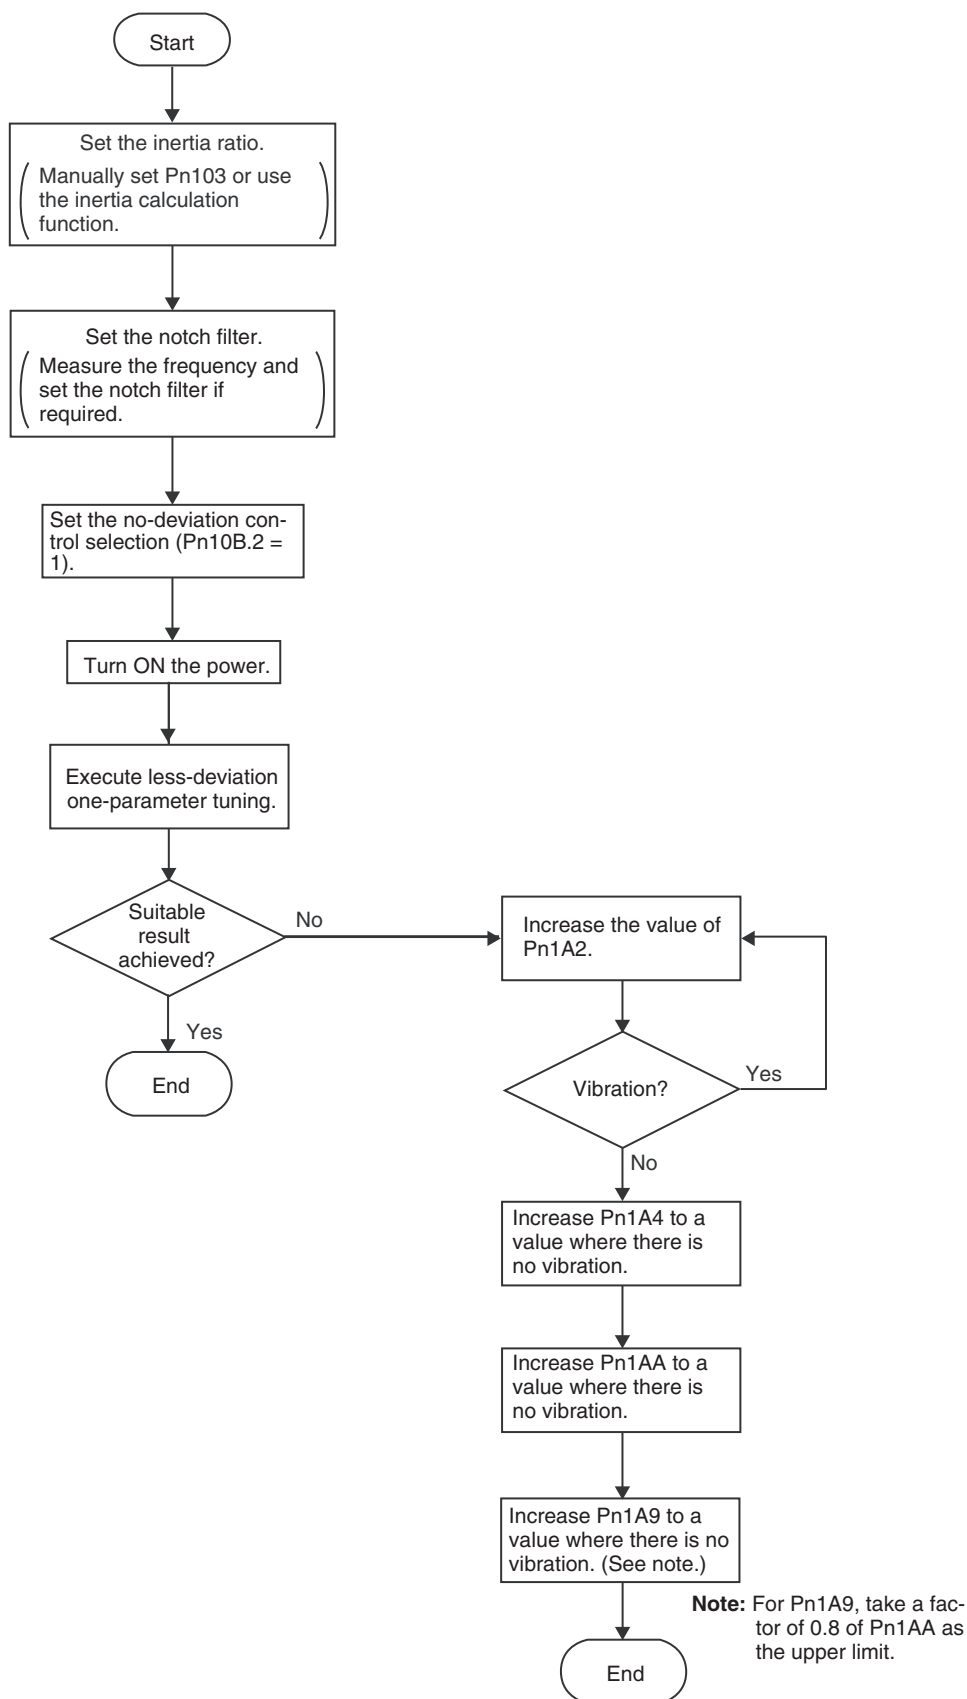 Start
Set the inertia ratio.
Manually set Pn103 or use
the inertia calculation
function.
Set the notch filter.
Measure the frequency and
set the notch filter if
required.
Set the no-deviation con-
trol selection (Pn10B.2 =
1).
Turn ON the power.
Execute less-deviation
one-parameter tuning.
Suitable
result
achieved?
No
Yes
End
Increase the value of
Pn1A2.
Vibration?
Yes
No
Increase Pn1A4 to a
value where there is
no vibration.
Increase Pn1AA to a
value where there is
no vibration.
Increase Pn1A9 to a
value where there is no
vibration. (See note.)
Note: For Pn1A9, take a fac-
tor of 0.8 of Pn1AA as
the upper limit.
End